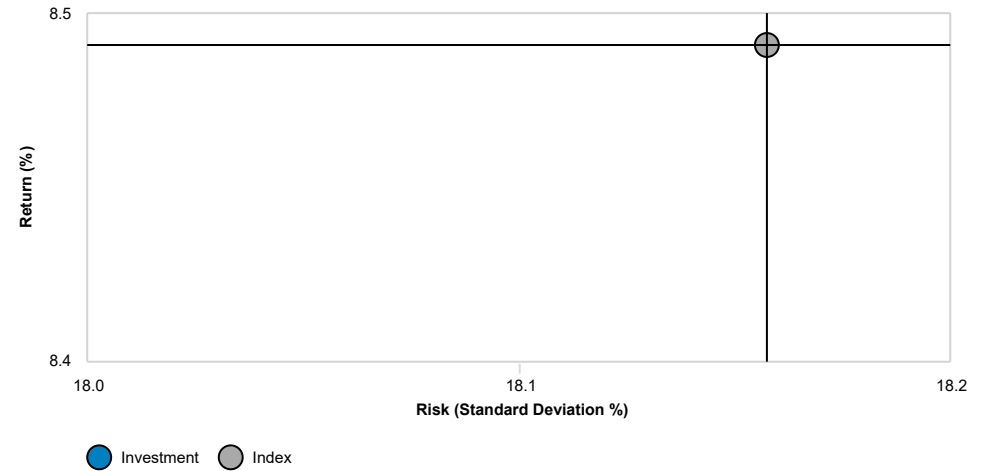 8.5
Return (%)
8.4
18.0 18.1 18.2
Risk (Standard Deviation %)
Investment Index